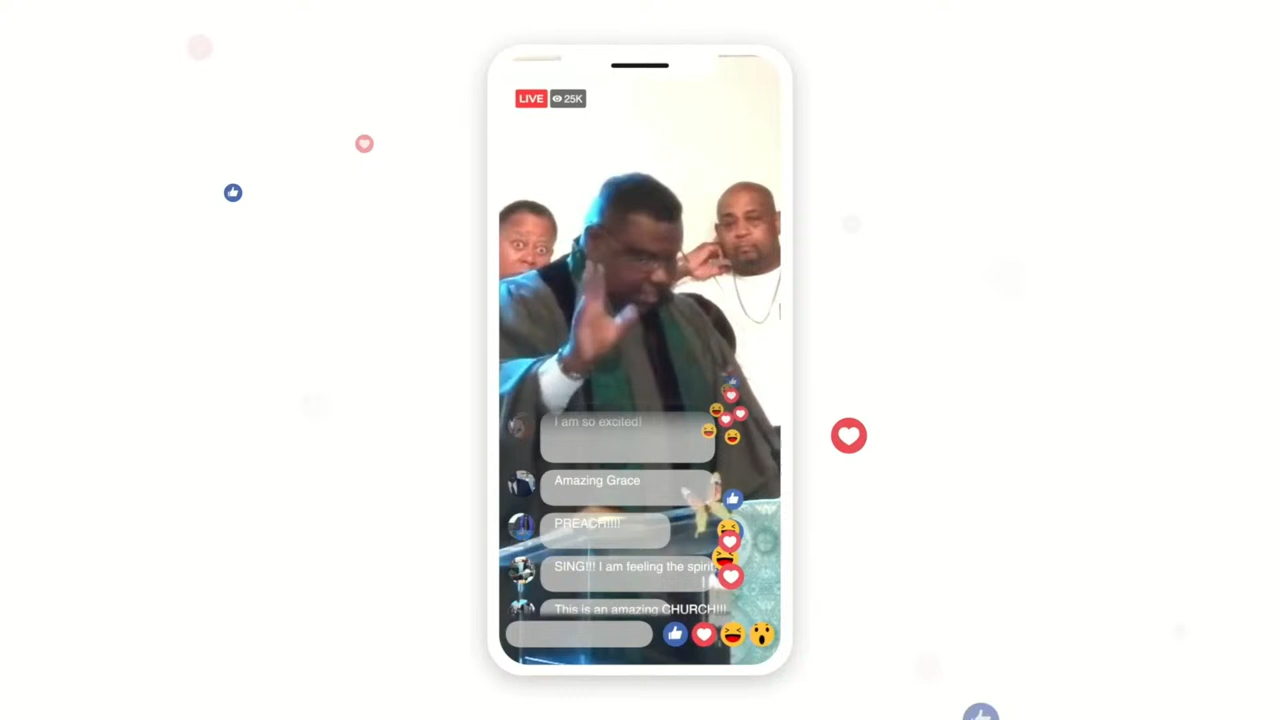 LIVE 25K
I am so excited!
Amazing Grace
PREACH!!!!
SING!!! I am feeling the spirit,
This is an amazing CHURCH!!!